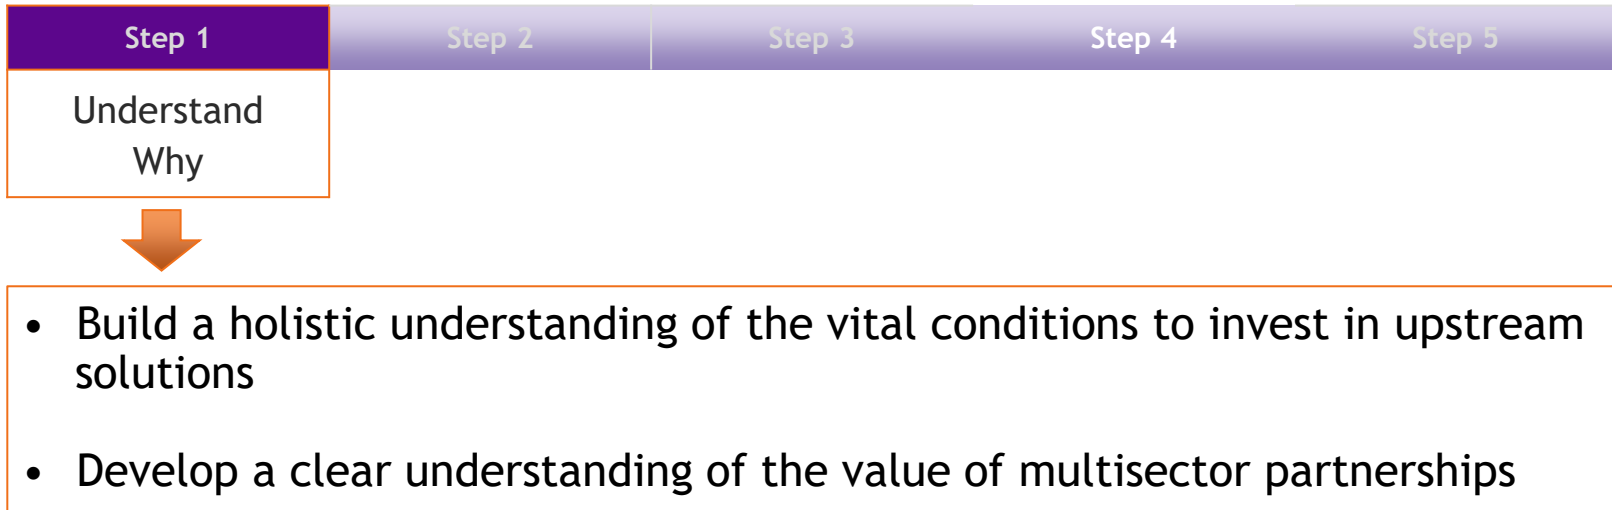 Step 1 Step 2 Step 3 Step 4 Step 5
Understand
Why
• Build a holistic understanding of the vital conditions to invest in upstream
solutions
• Develop a clear understanding of the value of multisector partnerships